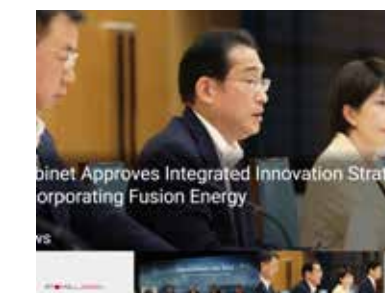 binet Approves Integrated Innovation Strat
orporating Fusion Energy
ws